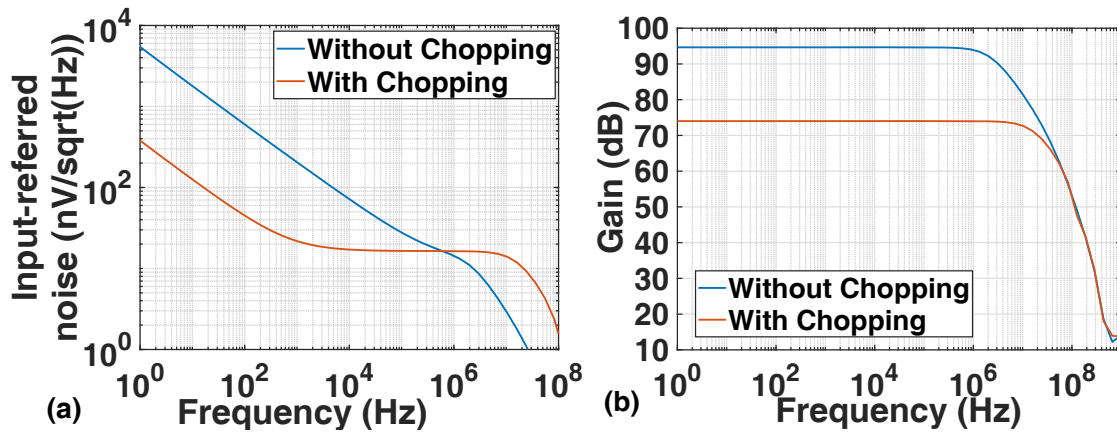 Input-referred
noise (nV/sqrt(Hz))
10^4
10^2
10^0
Without Chopping
With Chopping
10^0
10^2
10^4
10^6
10^8
(a)
Frequency (Hz)
Gain (dB)
100
90
80
70
60
50
40
30
20
10
Without Chopping
With Chopping
10^0
10^2
10^4
10^6
10^8
(b)
Frequency (Hz)